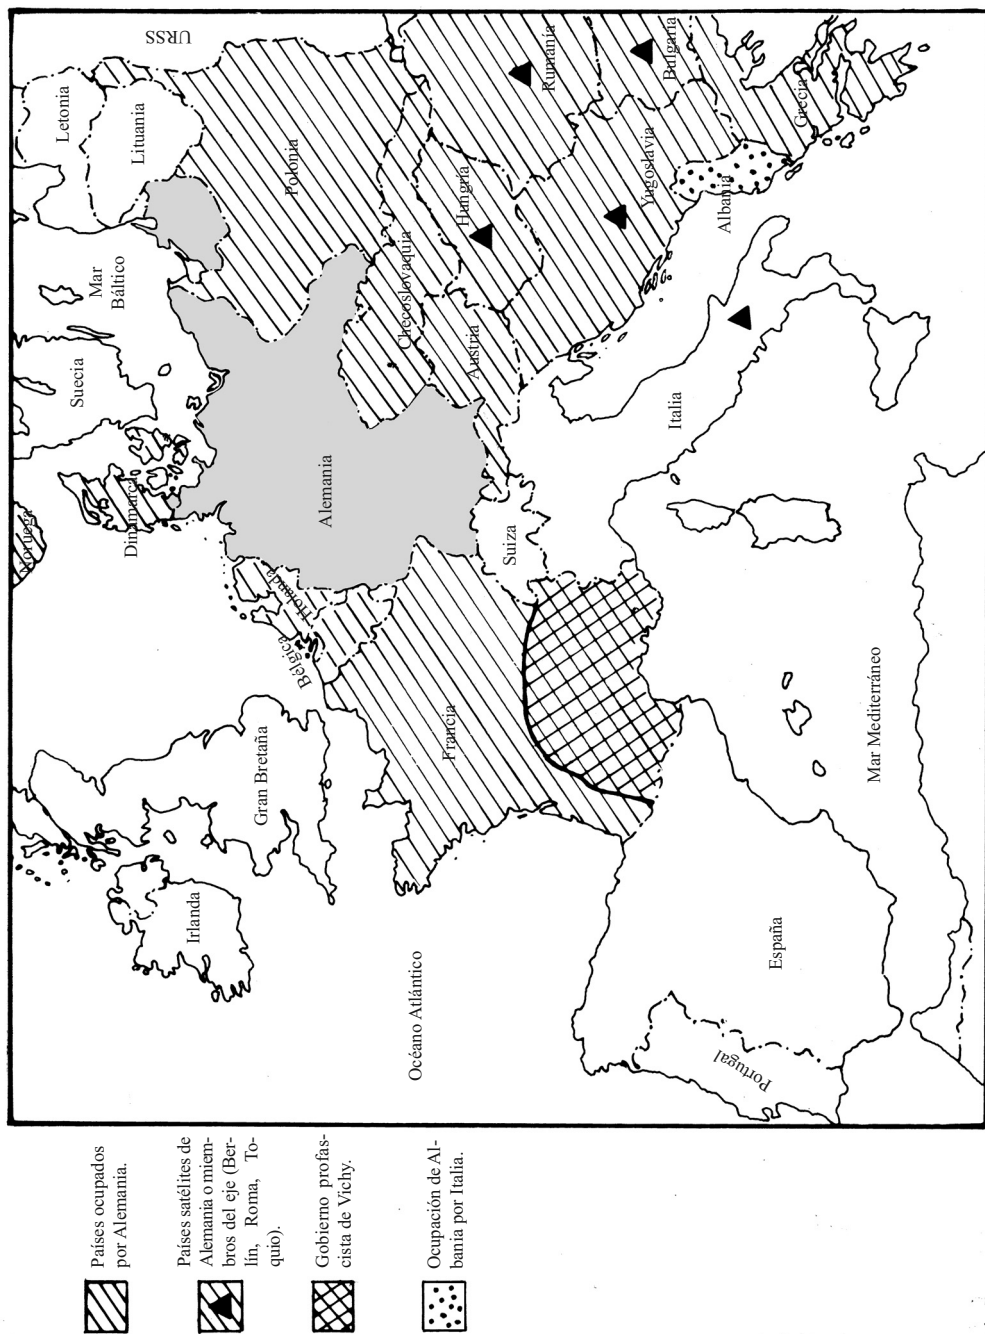 Países ocupados
por Alemania.
Países satélites de
Alemania o miem-
bros del eje (Ber-
lín, Roma, To-
quio).
Gobierno profas-
cista de Vichy.
Ocupación de Al-
bania por Italia.
Noruega
Suecia
Mar
Báltico
Letonia
Lituania
URSS
Irlanda
Gran Bretaña
Dinamarca
Holanda
Bélgica
Alemania
Polonia
Océano Atlántico
Francia
Suiza
Checoslovaquia
Austria
Hungría
Rumanía
Yugoslavia
Bulgaria
Albania
Grecia
Italia
Portugal
España
Mar Mediterráneo